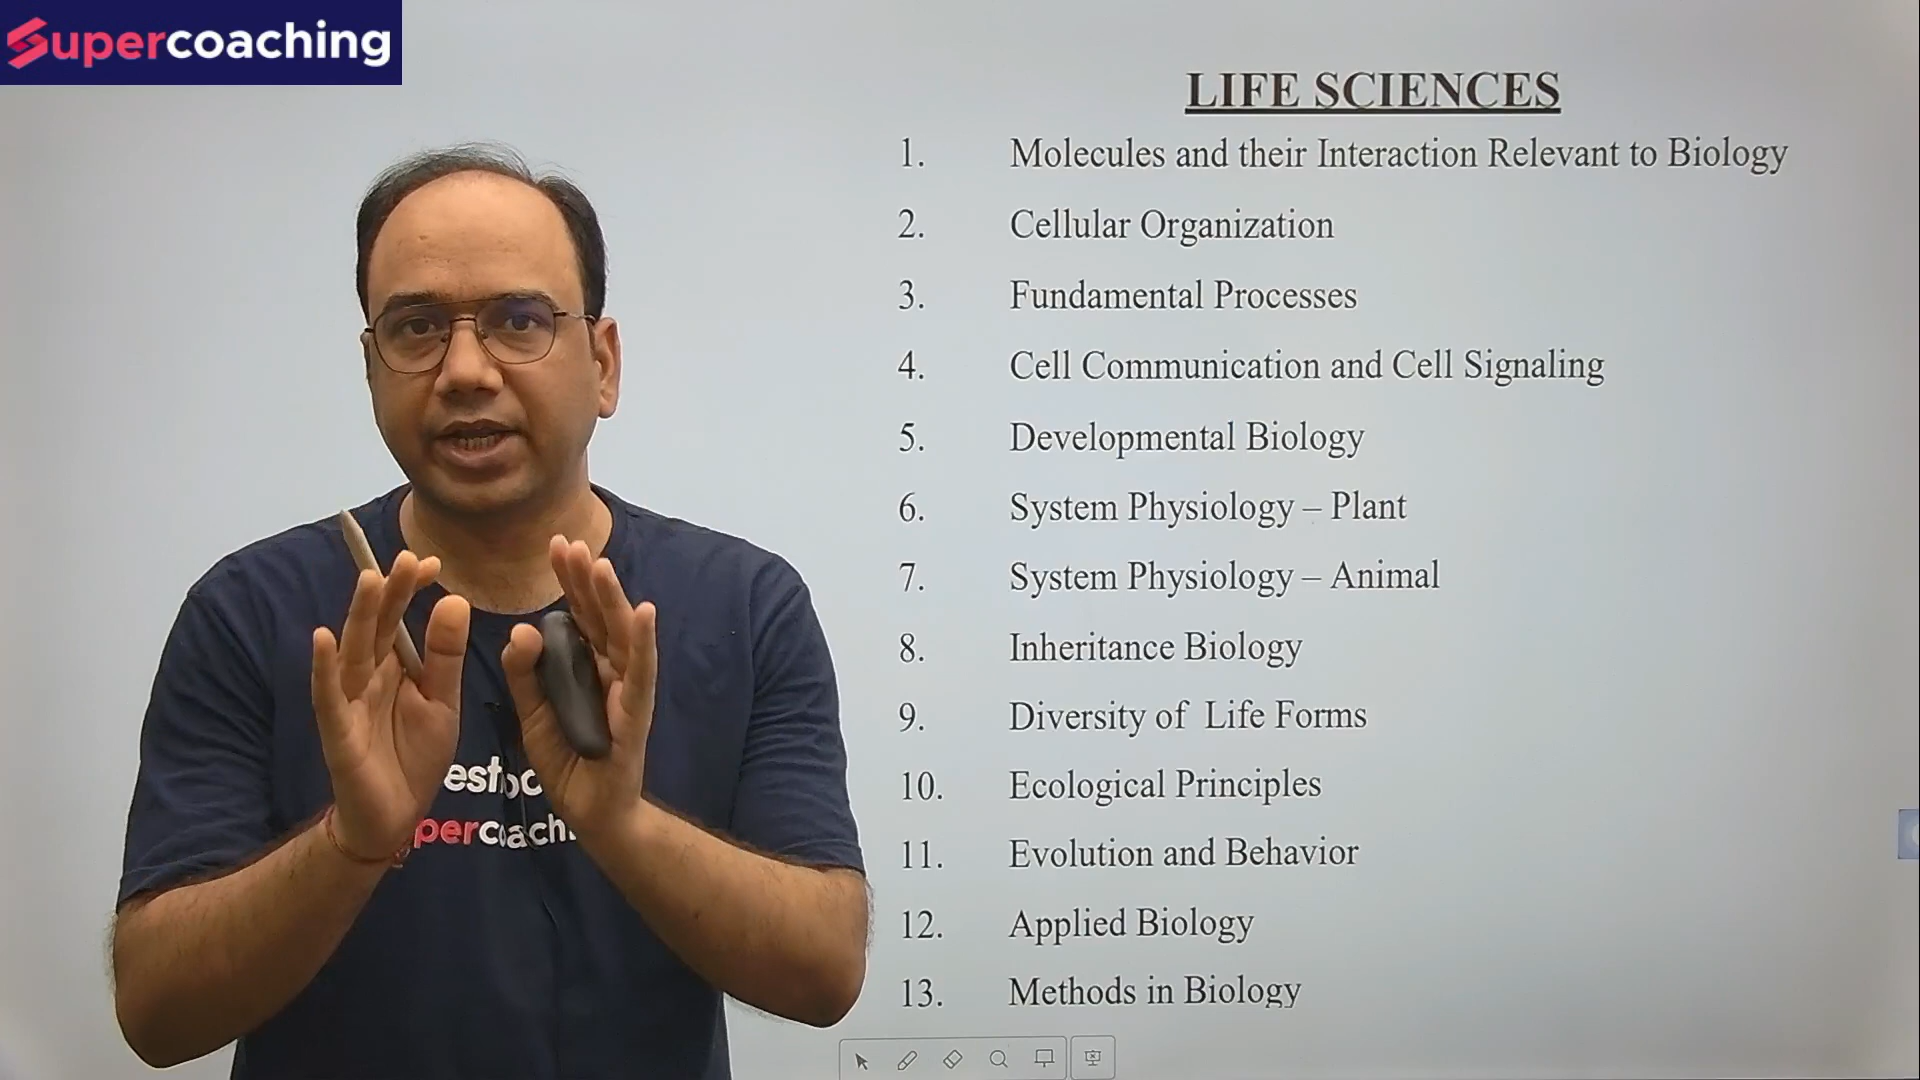 Supercoaching
LIFE SCIENCES
1. Molecules and their Interaction Relevant to Biology
2. Cellular Organization
3. Fundamental Processes
4. Cell Communication and Cell Signaling
5. Developmental Biology
6. System Physiology – Plant
7. System Physiology – Animal
8. Inheritance Biology
9. Diversity of Life Forms
10. Ecological Principles
11. Evolution and Behavior
12. Applied Biology
13. Methods in Biology